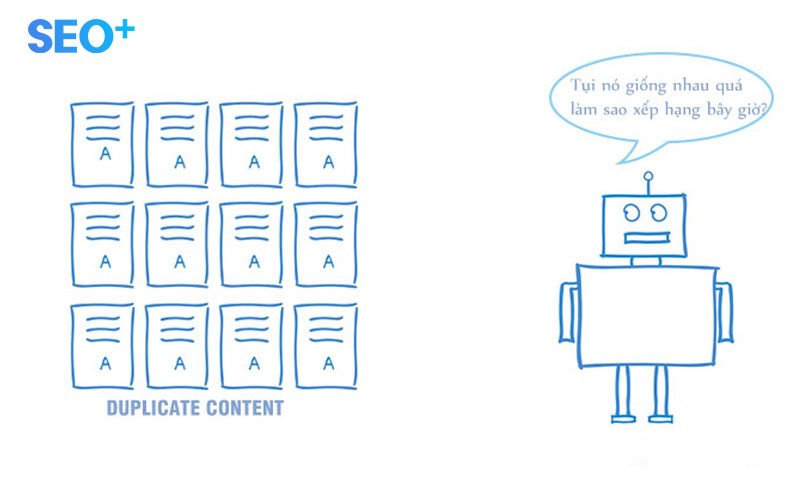 SEO+
Tụi nó giống nhau quá
làm sao xếp hạng bây giờ?
A A A A
A A A A
A A A A
DUPLICATE CONTENT